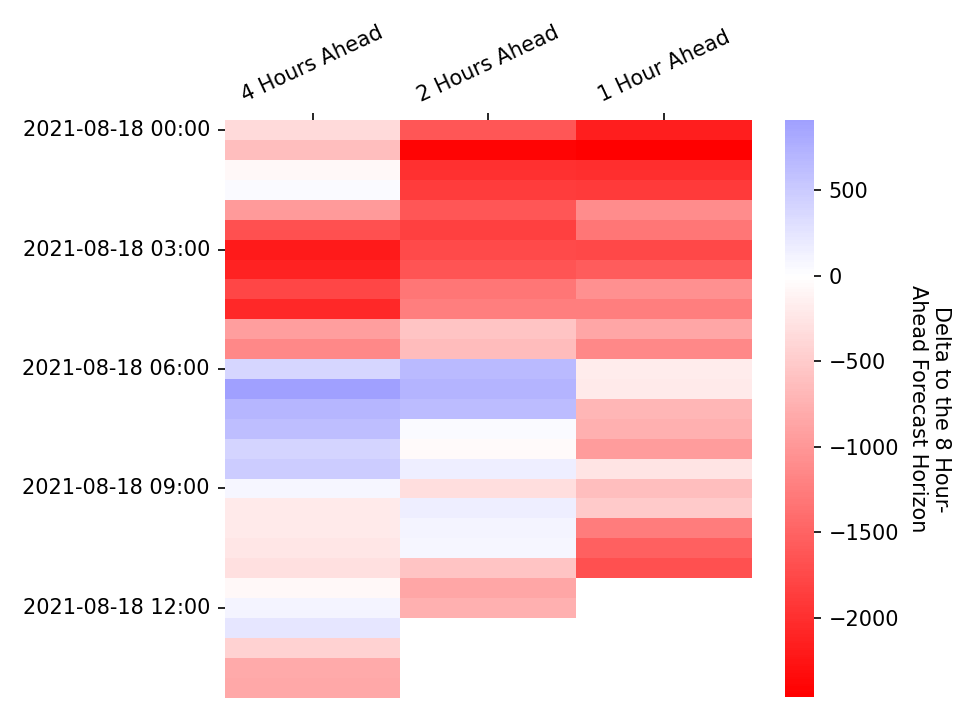 4 Hours Ahead
2 Hours Ahead
1 Hour Ahead
2021-08-18 00:00
2021-08-18 03:00
2021-08-18 06:00
2021-08-18 09:00
2021-08-18 12:00
500
0
−500
−1000
−1500
−2000
Delta to the 8 Hour-
Ahead Forecast Horizon